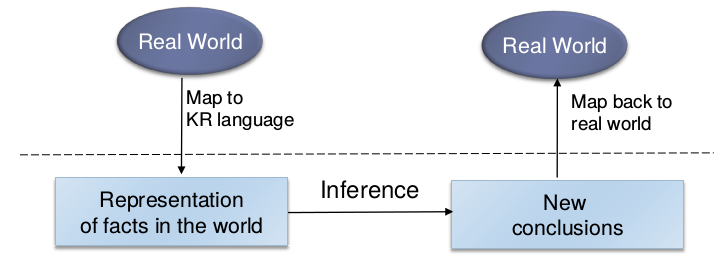 Real World
Real World
Map to
KR language
Map back to
real world
Representation
of facts in the world
Inference
New
conclusions